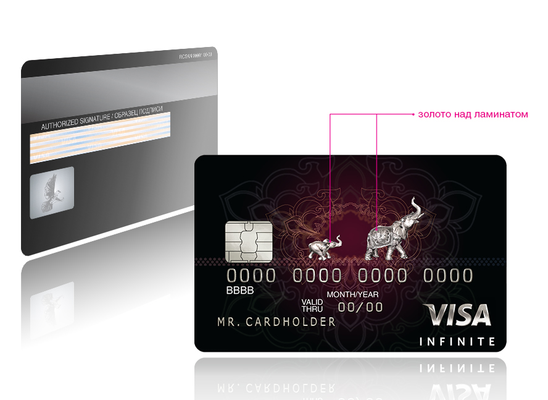 AUTHORIZED SIGNATURE / ОБРАЗЕЦ ПОДПИСИ
золото над ламинатом
0000 0000 0000 0000
BBBB
MONTH/YEAR
VALID THRU 00/00
MR. CARDHOLDER
VISA
INFINITE